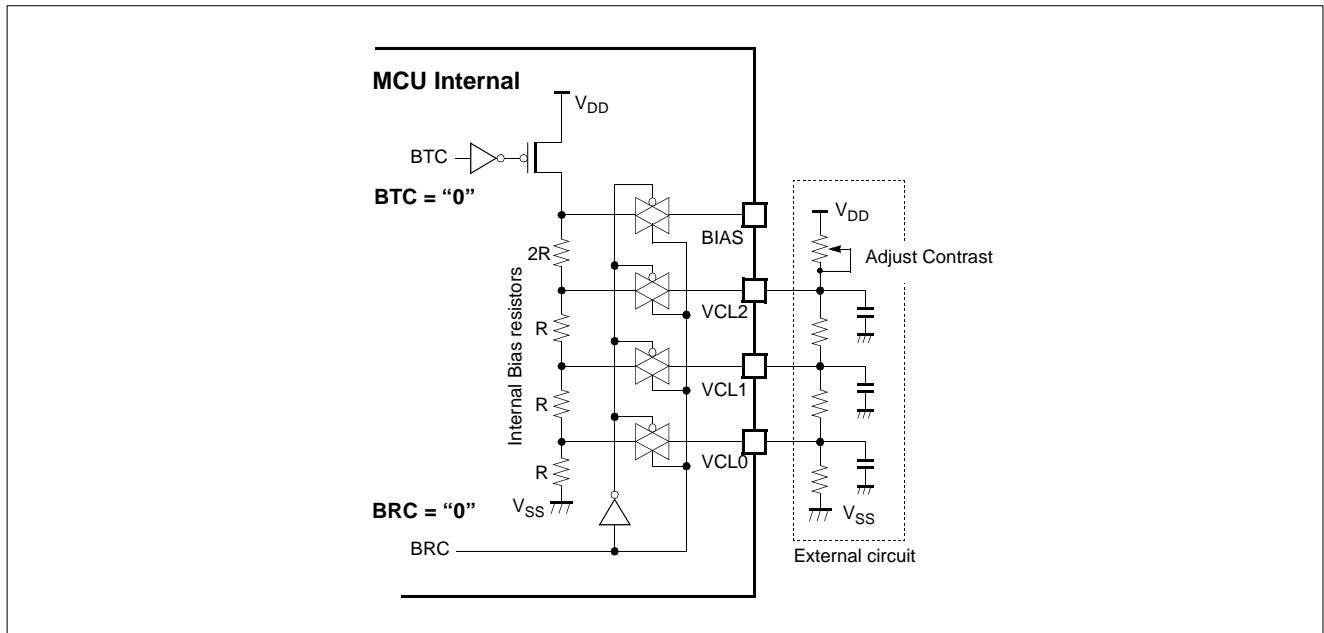 MCU Internal
VDD
BTC
BTC = “0”
VDD
BIAS
Adjust Contrast
2R
Internal Bias resistors
VCL2
R
VCL1
R
VCL0
R
BRC = “0”
VSS
VSS
BRC
External circuit